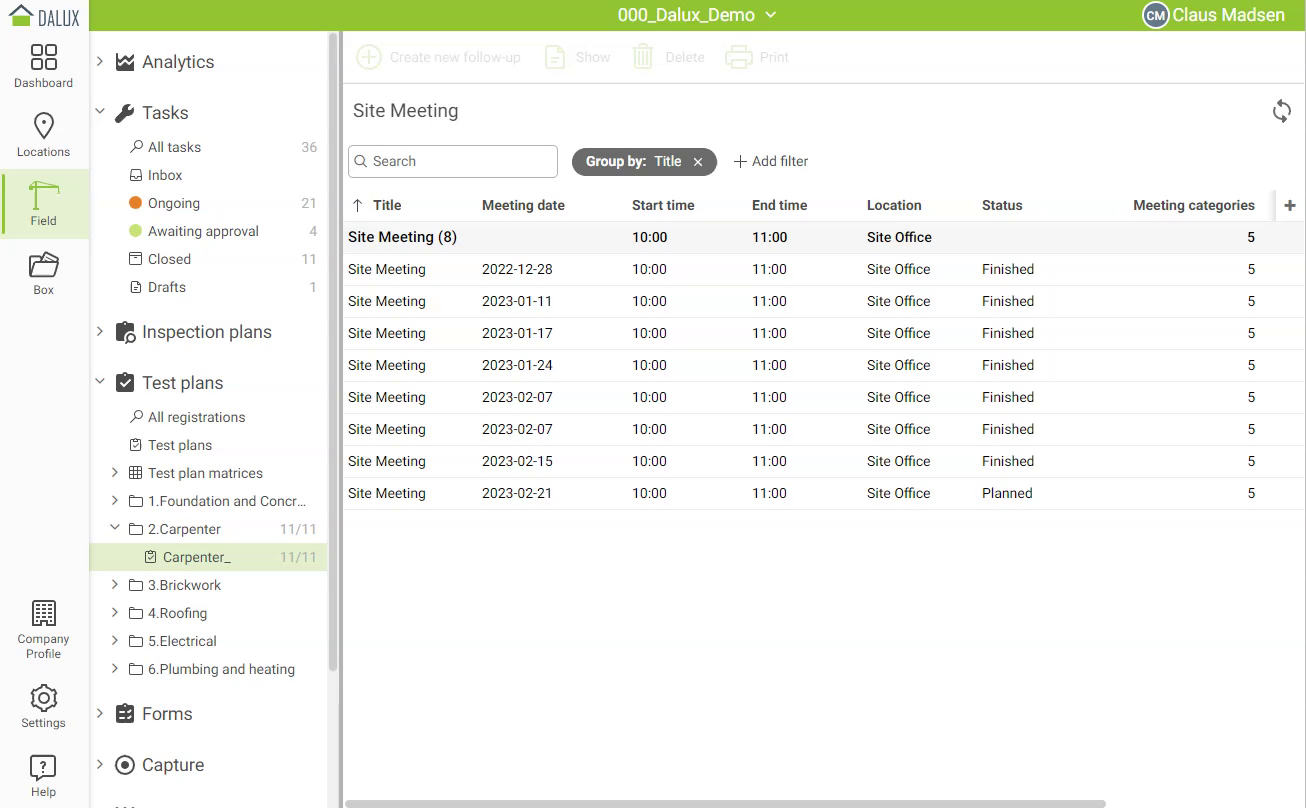 DALUX
000_Dalux_Demo
CM Claus Madsen
Dashboard
Locations
Field
Box
Company
Profile
Settings
Help
Analytics
Tasks
All tasks 36
Inbox
Ongoing 21
Awaiting approval 4
Closed 11
Drafts 1
Inspection plans
Test plans
All registrations
Test plans
Test plan matrices
1.Foundation and Concr...
2.Carpenter 11/11
Carpenter_ 11/11
3.Brickwork
4.Roofing
5.Electrical
6.Plumbing and heating
Forms
Capture
Create new follow-up Show Delete Print
Site Meeting
Search Group by: Title × + Add filter
↑ Title Meeting date Start time End time Location Status Meeting categories +
Site Meeting (8) 10:00 11:00 Site Office 5
Site Meeting 2022-12-28 10:00 11:00 Site Office Finished 5
Site Meeting 2023-01-11 10:00 11:00 Site Office Finished 5
Site Meeting 2023-01-17 10:00 11:00 Site Office Finished 5
Site Meeting 2023-01-24 10:00 11:00 Site Office Finished 5
Site Meeting 2023-02-07 10:00 11:00 Site Office Finished 5
Site Meeting 2023-02-07 10:00 11:00 Site Office Finished 5
Site Meeting 2023-02-15 10:00 11:00 Site Office Finished 5
Site Meeting 2023-02-21 10:00 11:00 Site Office Planned 5